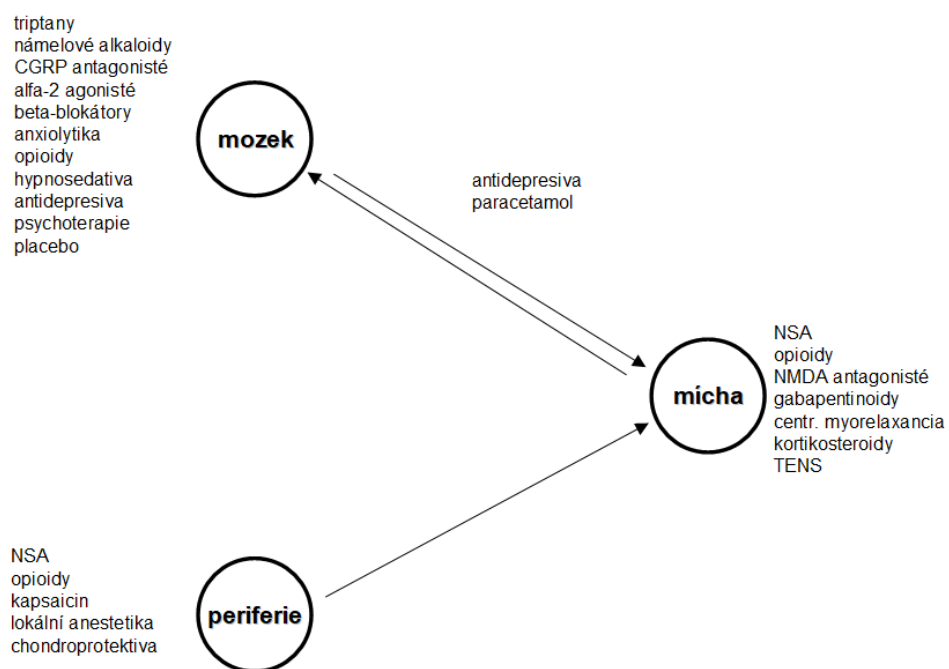 triptany
námelové alkaloidy
CGRP antagonisté
alfa-2 agonisté
beta-blokátory
anxiolytika
opioidy
hypnosedativa
antidepresiva
psychoterapie
placebo
mozek
antidepresiva
paracetamol
mícha
NSA
opioidy
NMDA antagonisté
gabapentinoidy
centr. myorelaxancia
kortikosteroidy
TENS
NSA
opioidy
kapsaicin
lokální anestetika
chondroprotektiva
periferie